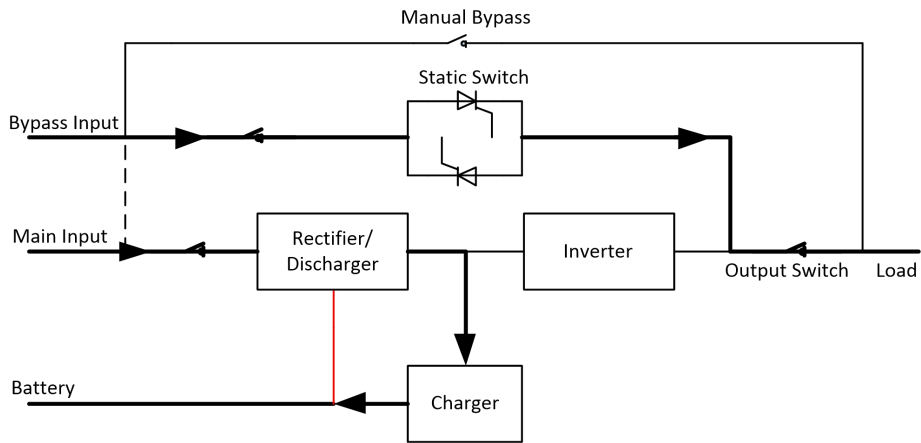 Manual Bypass
Static Switch
Bypass Input
Main Input
Rectifier/
Discharger
Inverter
Output Switch
Load
Battery
Charger